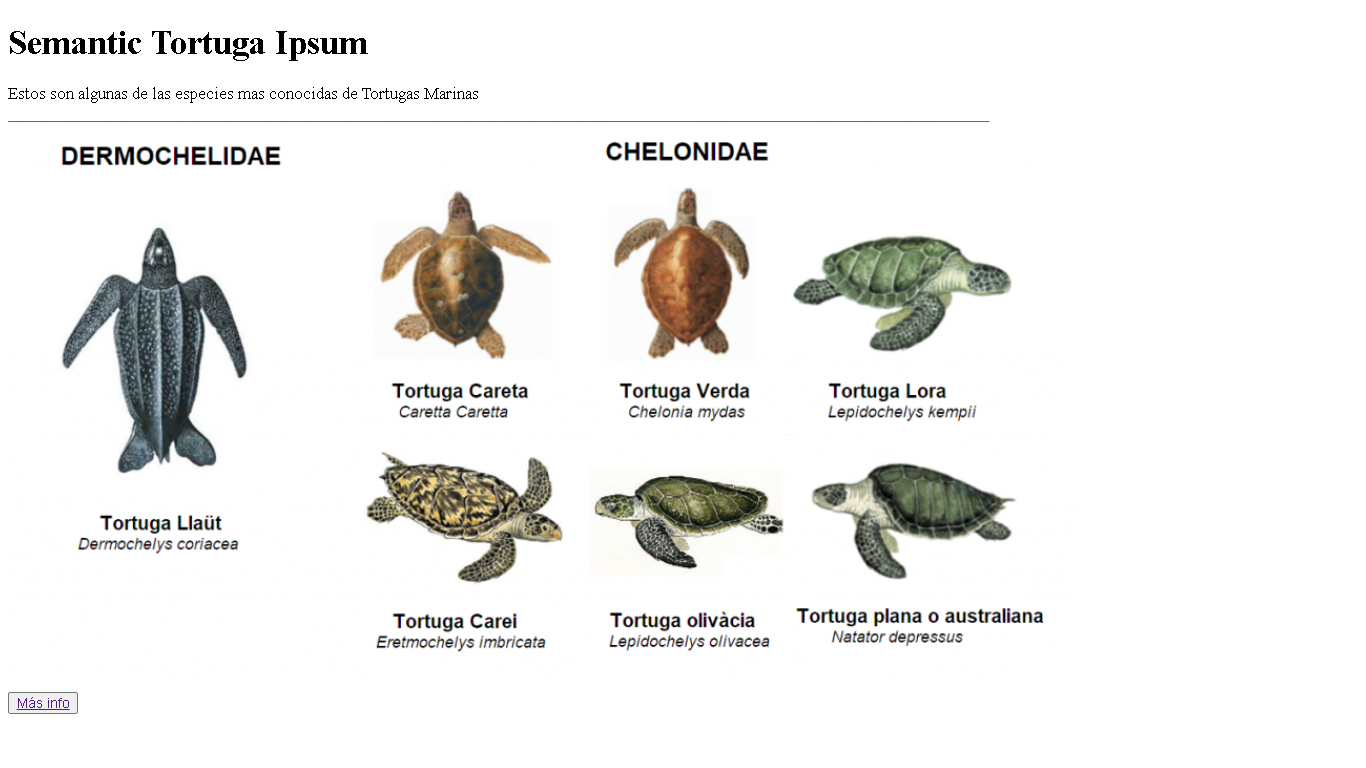 Semantic Tortuga Ipsum
Estos son algunas de las especies mas conocidas de Tortugas Marinas
DERMOCHELIDAE
CHELONIDAE
Tortuga Careta
Caretta Caretta
Tortuga Verda
Chelonia mydas
Tortuga Lora
Lepidochelys kempii
Tortuga Llaüt
Dermochelys coriacea
Tortuga Carei
Eretmochelys imbricata
Tortuga olivàcia
Lepidochelys olivacea
Tortuga plana o australiana
Natator depressus
Más info